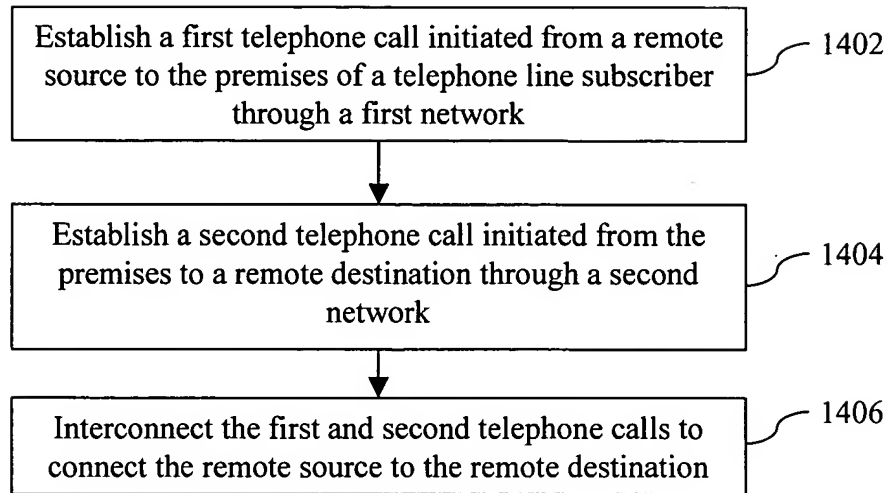 Establish a first telephone call initiated from a remote
source to the premises of a telephone line subscriber
through a first network
1402
Establish a second telephone call initiated from the
premises to a remote destination through a second
network
1404
Interconnect the first and second telephone calls to
connect the remote source to the remote destination
1406